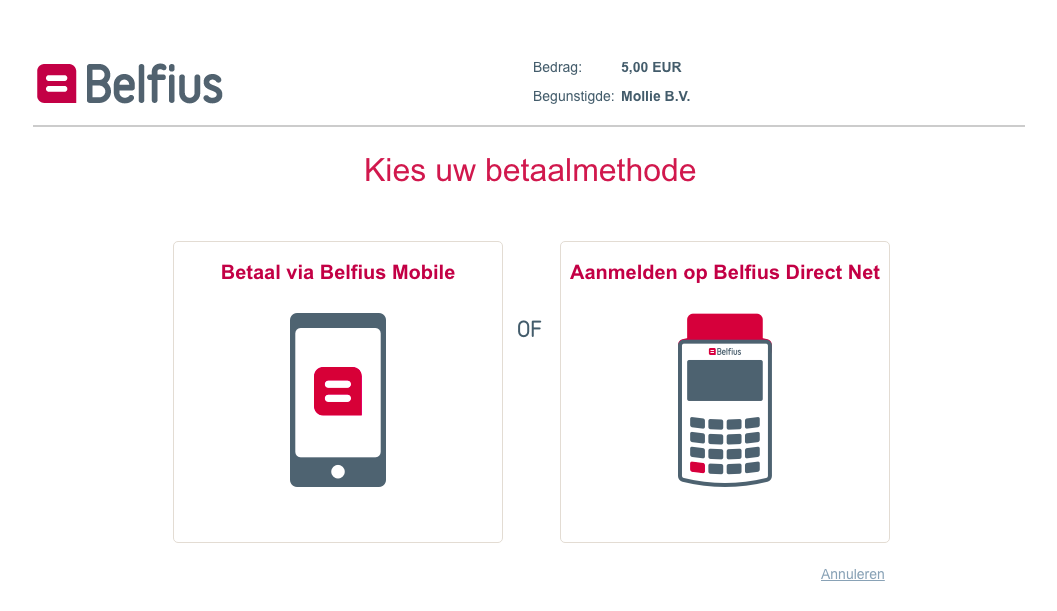 Belfius
Bedrag: 5,00 EUR
Begunstigde: Mollie B.V.
Kies uw betaalmethode
Betaal via Belfius Mobile
OF
Aanmelden op Belfius Direct Net
Belfius
Annuleren